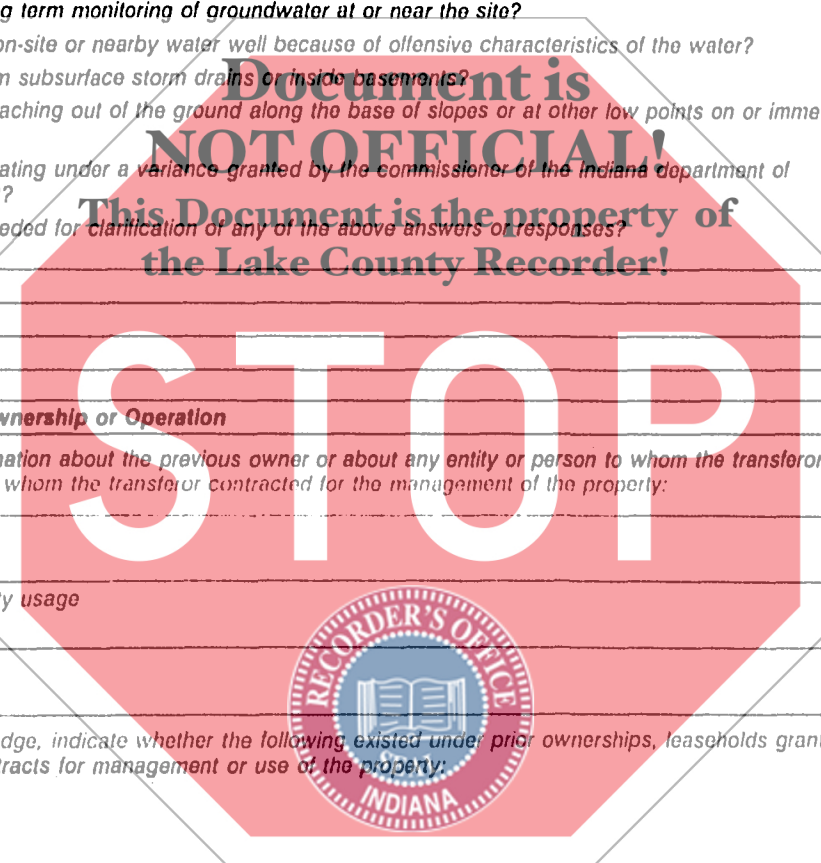 g term monitoring of groundwater at or near the site?
on-site or nearby water well because of offensive characteristics of the water?
m subsurface storm drains or inside basements?
Document is
aching out of the ground along the base of slopes or at other low points on or imme
NOT OFFICIAL!
ating under a variance granted by the commissioner of the Indiana department of
?
This Document is the property of
eded for clarification of any of the above answers or responses?
the Lake County Recorder!
STOP
wnership or Operation
nation about the previous owner or about any entity or person to whom the transferor
whom the transferor contracted for the management of the property:
ty usage
RECORDER'S OFFICE
dge, indicate whether the following existed under prior ownerships, leaseholds grant
tracts for management or use of the property:
INDIANA